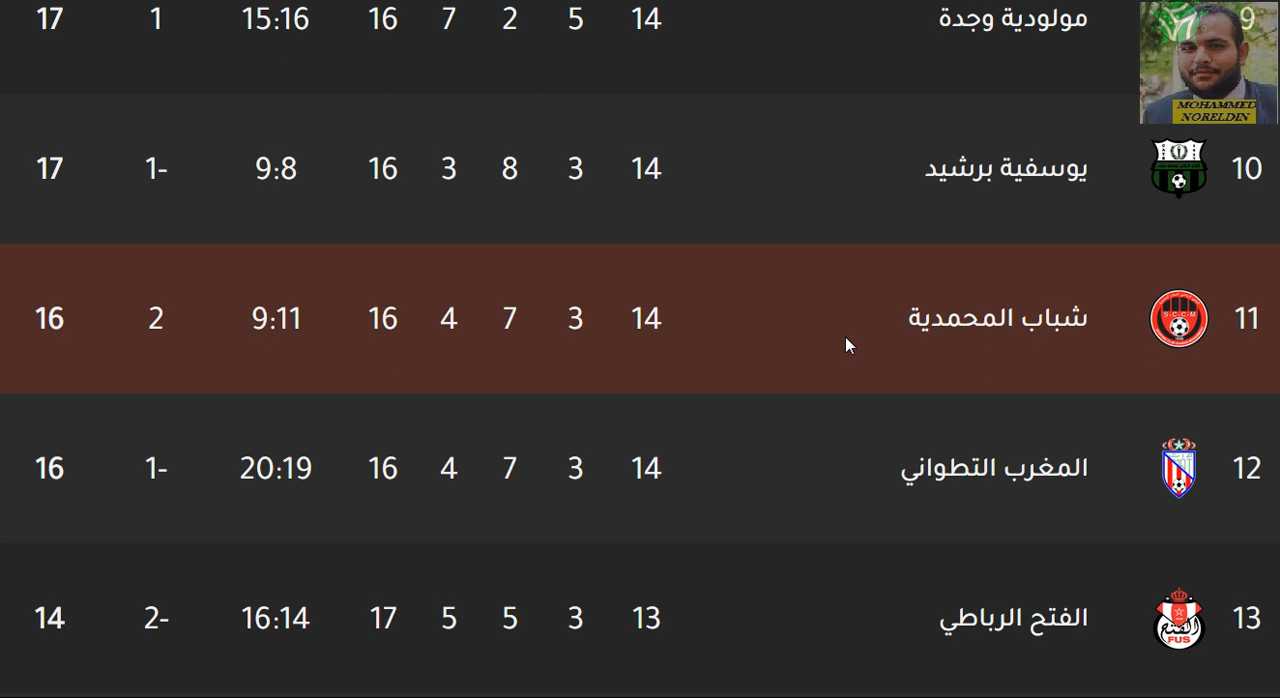 9 مولودية وجدة 14 5 2 7 16 15:16 1 17
MOHAMMED
NORELDIN
10 يوسفية برشيد 14 3 8 3 16 9:8 1- 17
11 S.C.C.M شباب المحمدية 14 3 7 4 16 9:11 2 16
12 المغرب التطواني 14 3 7 4 16 20:19 1- 16
13 الفتح FUS الفتح الرباطي 13 3 5 5 17 16:14 2- 14